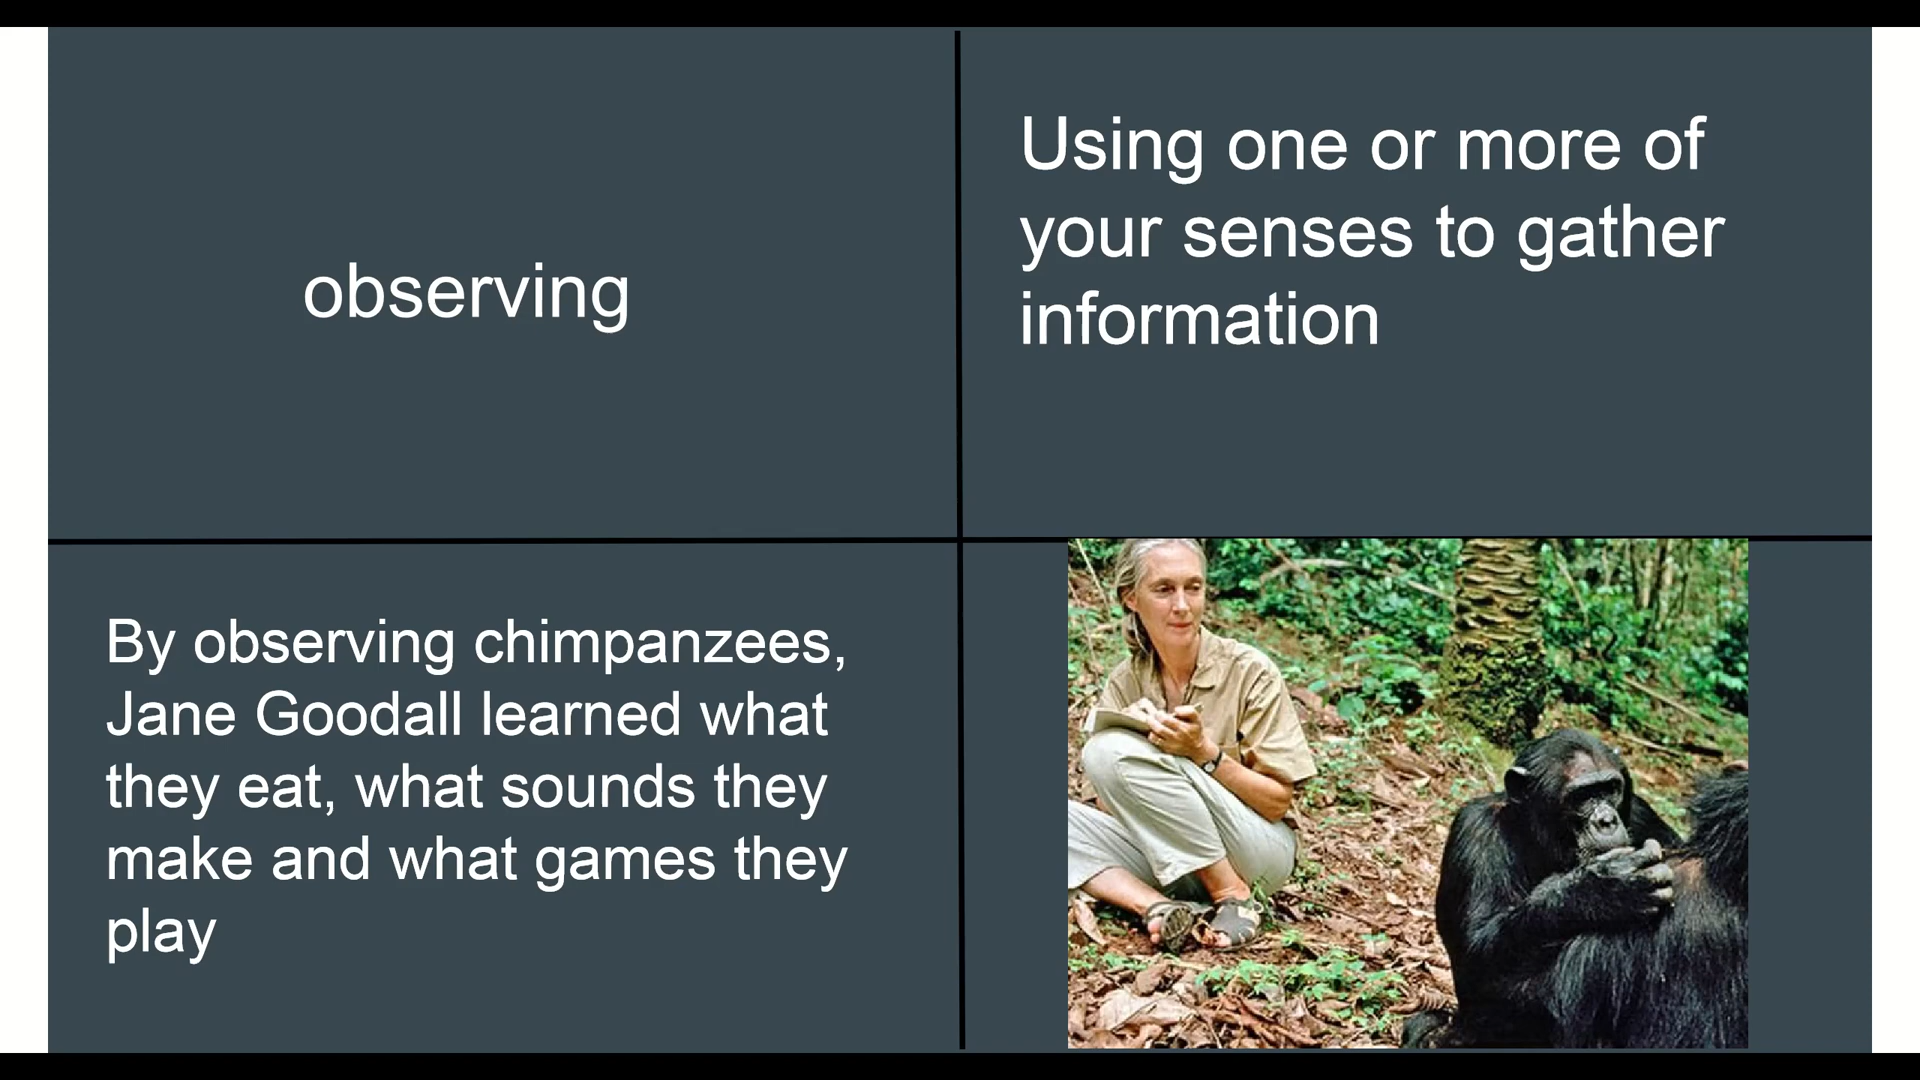 observing
Using one or more of
your senses to gather
information
By observing chimpanzees,
Jane Goodall learned what
they eat, what sounds they
make and what games they
play